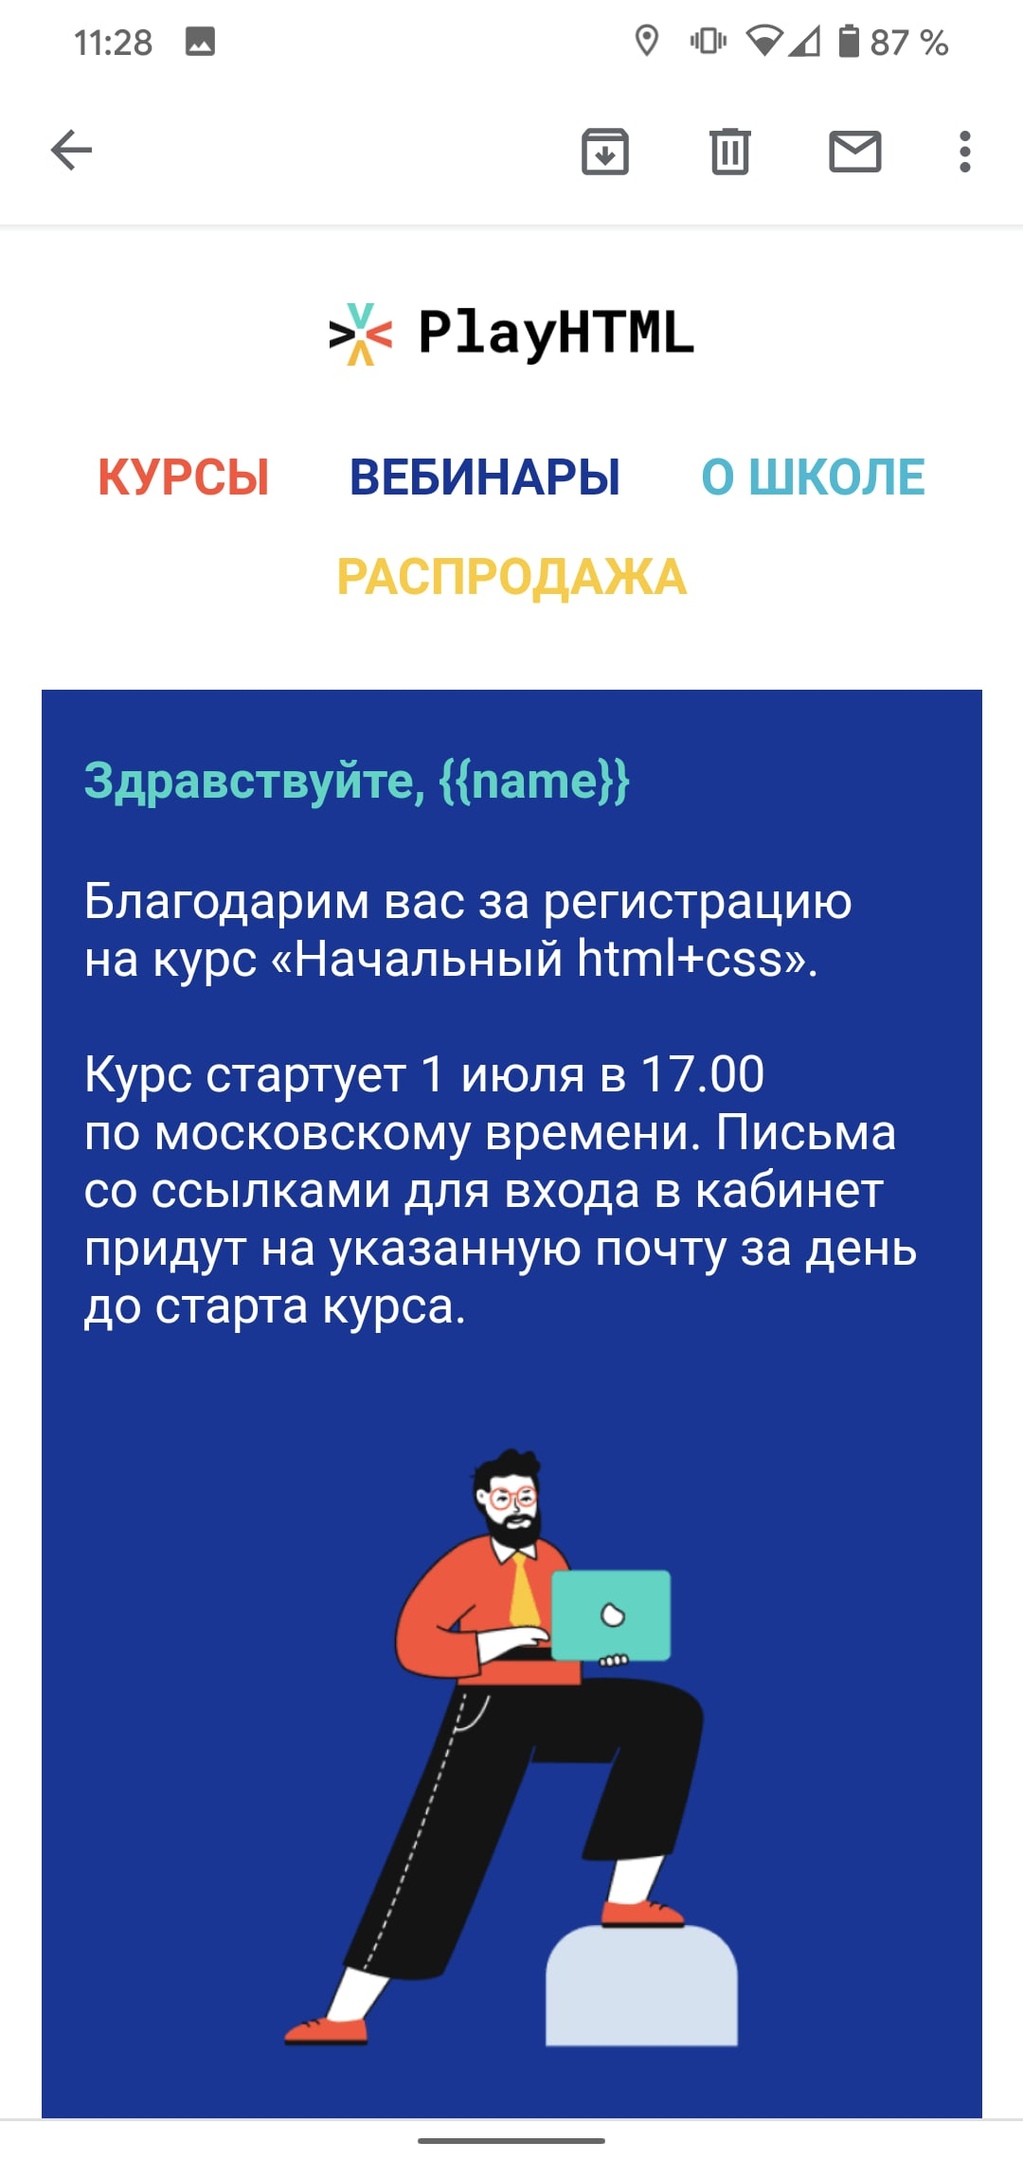 11:28
87 %
PlayHTML
КУРСЫ ВЕБИНАРЫ О ШКОЛЕ
РАСПРОДАЖА
Здравствуйте, {{name}}
Благодарим вас за регистрацию
на курс «Начальный html+css».
Курс стартует 1 июля в 17.00
по московскому времени. Письма
со ссылками для входа в кабинет
придут на указанную почту за день
до старта курса.